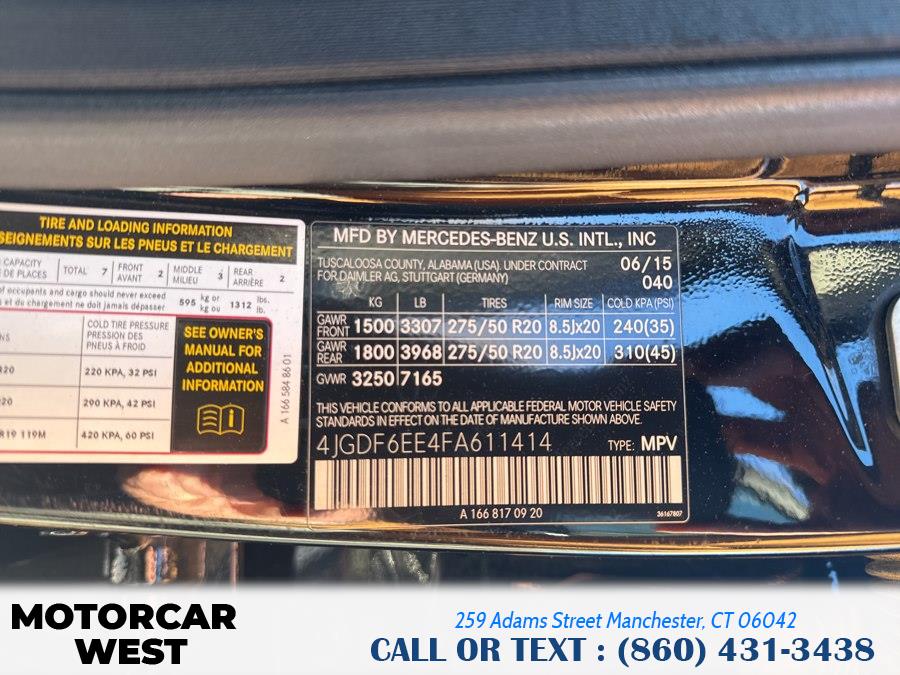 TIRE AND LOADING INFORMATION
SEIGNEMENTS SUR LES PNEUS ET LE CHARGEMENT
CAPACITY TOTAL 7 FRONT 2 MIDDLE 3 REAR 2
DE PLACES AVANT MILIEU ARRIÈRE
of occupants and cargo should never exceed 595 kg or 1312 lbs.
et du chargement ne doit jamais dépasser kg ou lb.
COLD TIRE PRESSURE
PRESSION DES
PNEUS À FROID
220 KPA, 32 PSI
290 KPA, 42 PSI
R19 119M 420 KPA, 60 PSI
SEE OWNER'S
MANUAL FOR
ADDITIONAL
INFORMATION
A 166 584 86 01
MFD BY MERCEDES-BENZ U.S. INTL., INC
TUSCALOOSA COUNTY, ALABAMA (USA). UNDER CONTRACT 06/15
FOR DAIMLER AG, STUTTGART (GERMANY) 040
KG LB TIRES RIM SIZE COLD KPA (PSI)
GAWR FRONT 1500 3307 275/50 R20 8.5Jx20 240(35)
GAWR REAR 1800 3968 275/50 R20 8.5Jx20 310(45)
GVWR 3250 7165
THIS VEHICLE CONFORMS TO ALL APPLICABLE FEDERAL MOTOR VEHICLE SAFETY
STANDARDS IN EFFECT ON THE DATE OF MANUFACTURE SHOWN ABOVE.
4JGDF6EE4FA611414 TYPE: MPV
A 166 817 09 20 36167807
MOTORCAR
WEST
259 Adams Street Manchester, CT 06042
CALL OR TEXT : (860) 431-3438